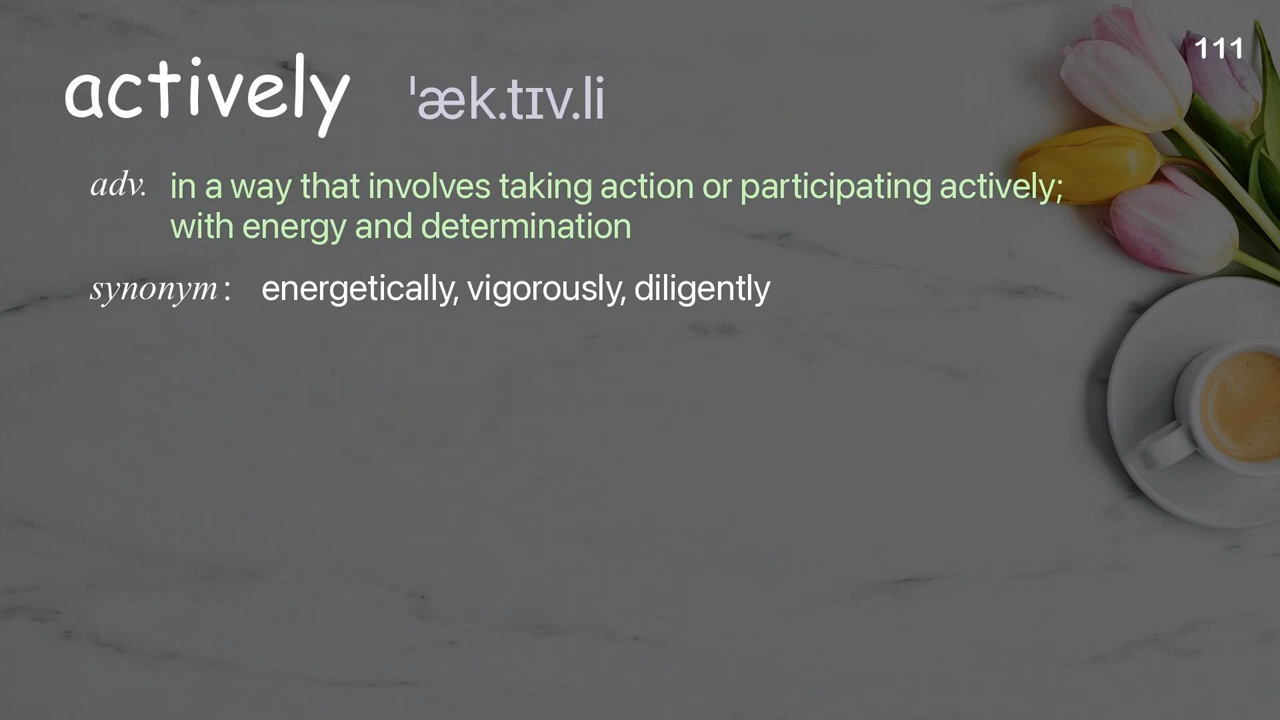 111
actively ˈæk.tɪv.li
adv. in a way that involves taking action or participating actively;
with energy and determination
synonym: energetically, vigorously, diligently